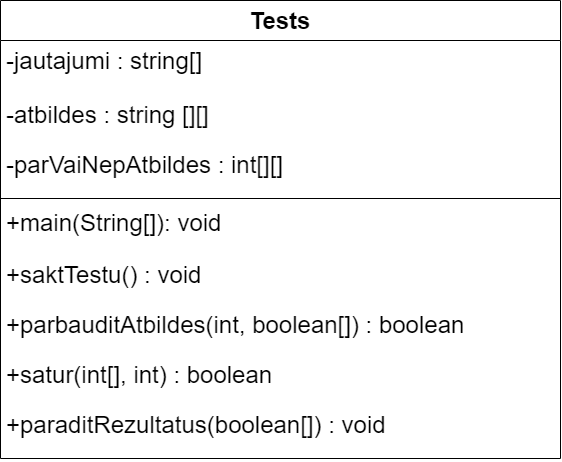 Tests
-jautajumi : string[]
-atbildes : string [][]
-parVaiNepAtbildes : int[][]
+main(String[]): void
+saktTestu() : void
+parbauditAtbildes(int, boolean[]) : boolean
+satur(int[], int) : boolean
+paraditRezultatus(boolean[]) : void